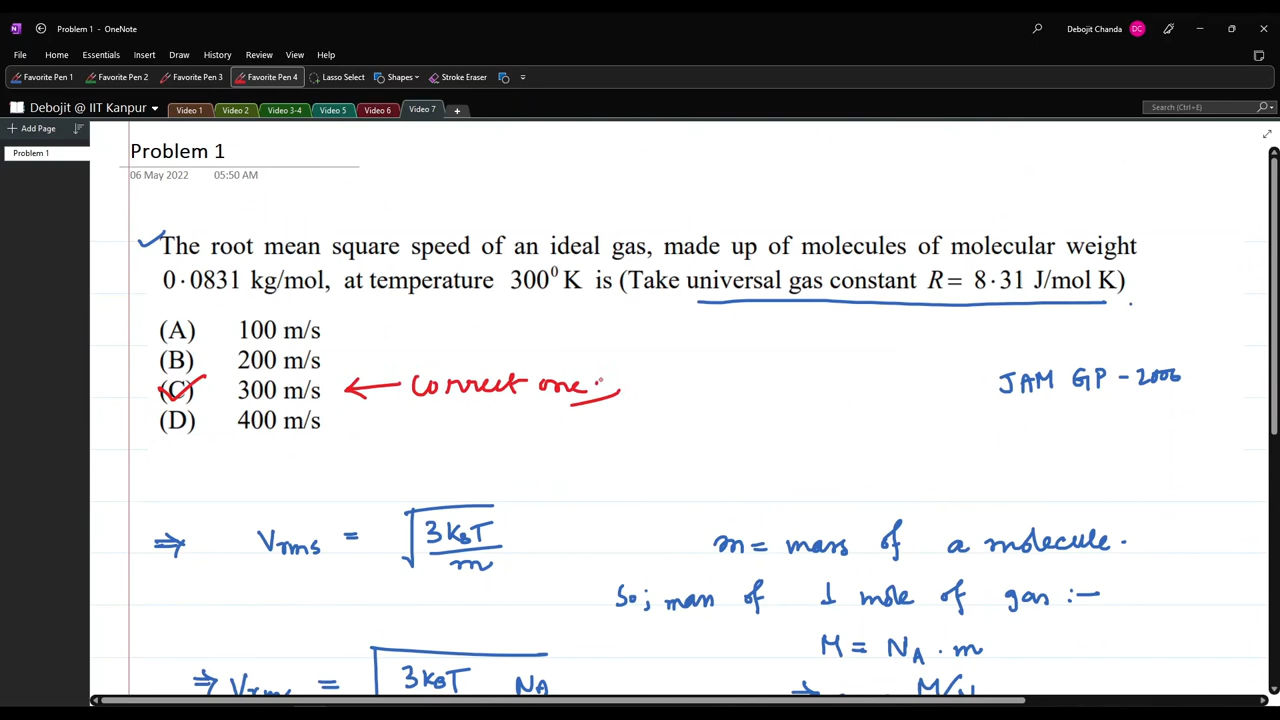 Problem 1 - OneNote
Debojit Chanda DC
File Home Essentials Insert Draw History Review View Help
Favorite Pen 1 Favorite Pen 2 Favorite Pen 3 Favorite Pen 4 Lasso Select Shapes Stroke Eraser
Debojit @ IIT Kanpur Video 1 Video 2 Video 3-4 Video 5 Video 6 Video 7 Search (Ctrl+E)
Add Page
Problem 1
Problem 1
06 May 2022 05:50 AM
The root mean square speed of an ideal gas, made up of molecules of molecular weight
0·0831 kg/mol, at temperature 300⁰ K is (Take universal gas constant R = 8·31 J/mol K)
(A) 100 m/s
(B) 200 m/s
(C) 300 m/s ← correct one.
(D) 400 m/s
JAM GP - 2006
⇒ Vrms = √(3KBT/m)
m = mass of a molecule.
So; mass of 1 mole of gas :-
M = NA . m
⇒ Vrms = √ 3KBT NA
⇒ M/N